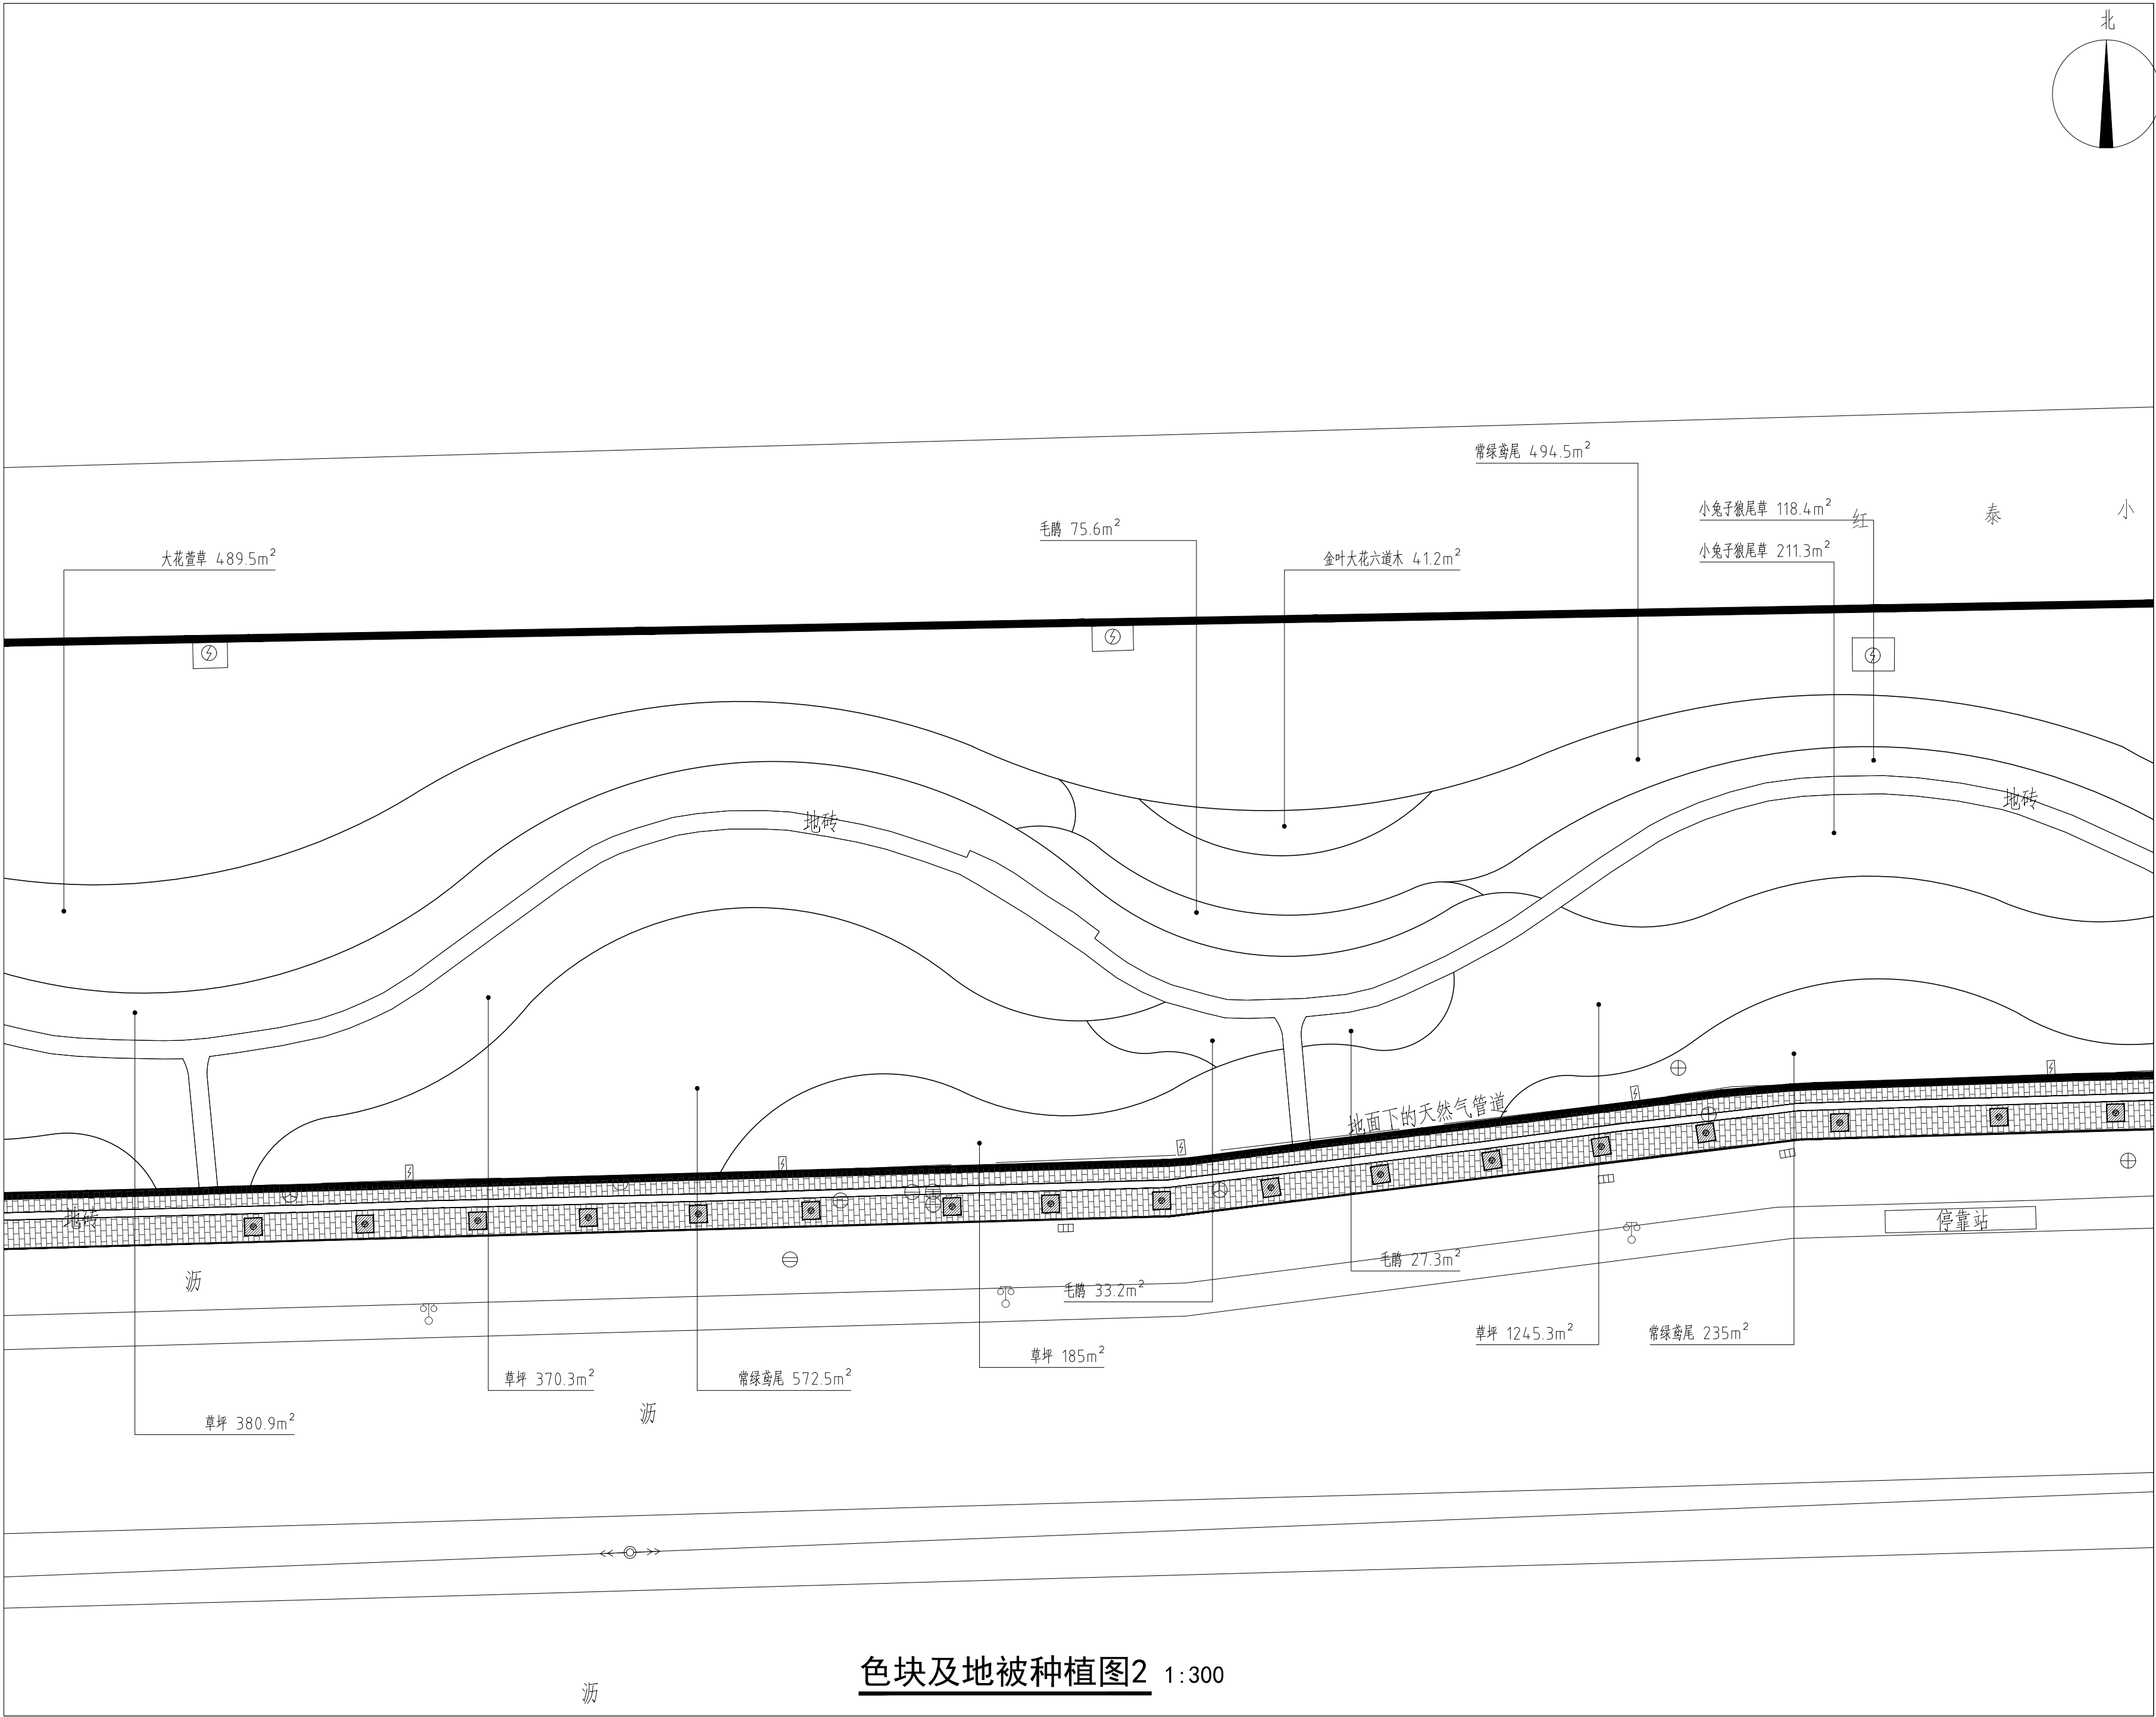 北
常绿鸢尾 494.5m²
小兔子狼尾草 118.4m²
红 泰 小
毛鹃 75.6m²
小兔子狼尾草 211.3m²
大花萱草 489.5m²
金叶大花六道木 41.2m²
地砖
地砖
地面下的天然气管道
地砖
停靠站
毛鹃 27.3m²
沥
毛鹃 33.2m²
草坪 1245.3m²
常绿鸢尾 235m²
草坪 185m²
草坪 370.3m²
常绿鸢尾 572.5m²
沥
草坪 380.9m²
色块及地被种植图2 1:300
沥